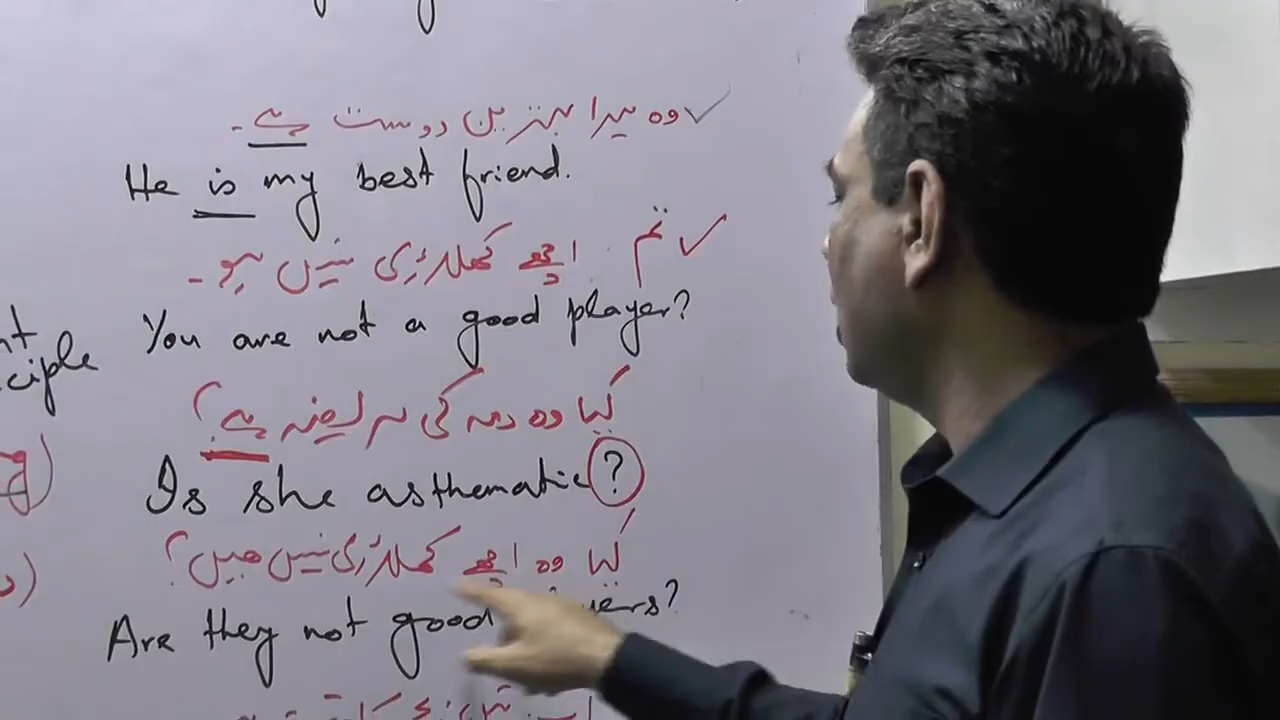 وہ میرا بہترین دوست ہے۔
He is my best friend.
تم اچھے کھلاڑی نہیں ہو۔
You are not a good player?
کیا وہ دمہ کی مریضہ ہے؟
Is she asthematic?
کیا وہ اچھے کھلاڑی نہیں ہیں؟
ciple
Are they not good players?